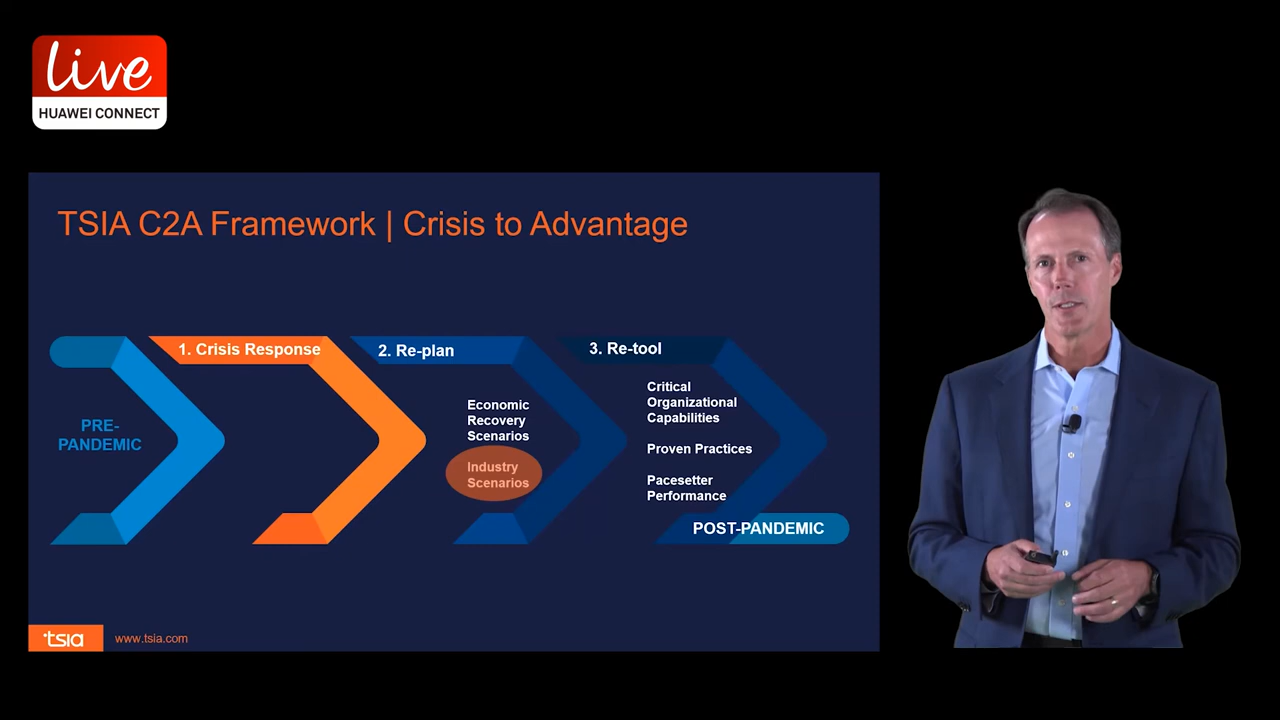 live
HUAWEI CONNECT
TSIA C2A Framework | Crisis to Advantage
1. Crisis Response
2. Re-plan
3. Re-tool
PRE-
PANDEMIC
Economic
Recovery
Scenarios
Industry
Scenarios
Critical
Organizational
Capabilities
Proven Practices
Pacesetter
Performance
POST-PANDEMIC
tsia
www.tsia.com